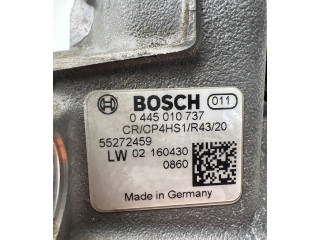 BOSCH 011
0 445 010 737
CR/CP4HS1/R43/20
55272459
LW 02 160430
0860
Made in Germany